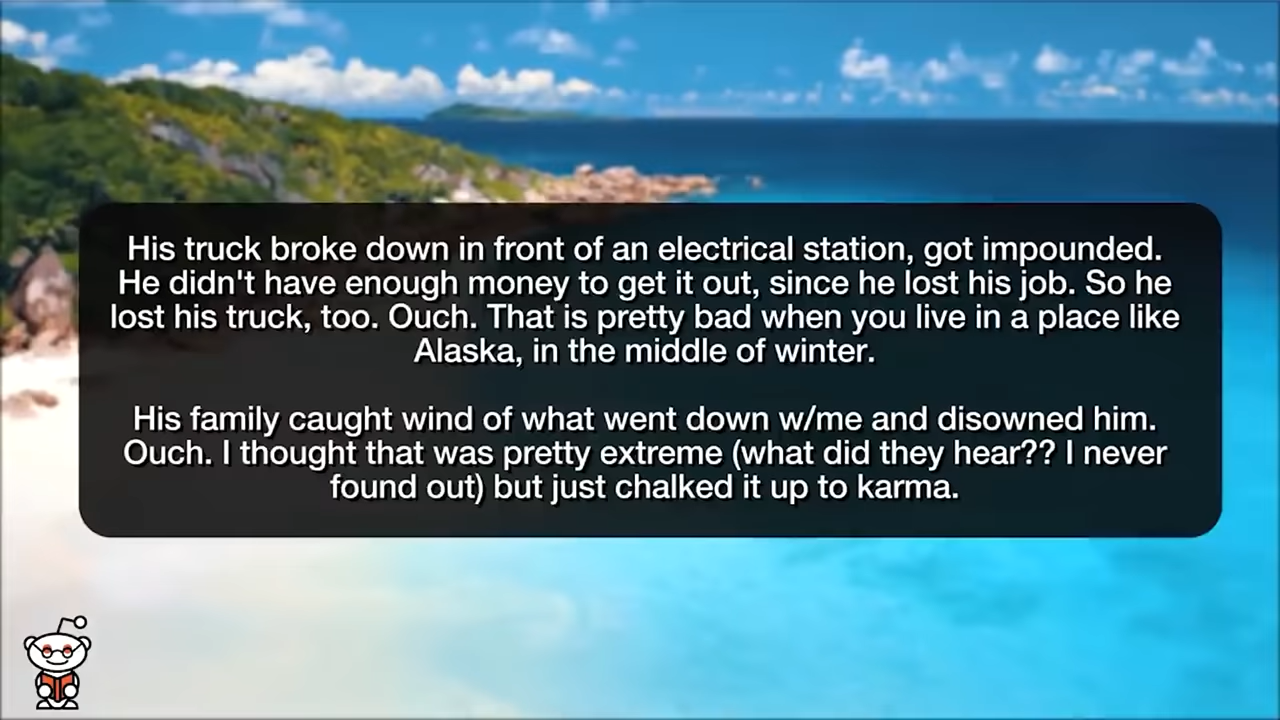 His truck broke down in front of an electrical station, got impounded.
He didn't have enough money to get it out, since he lost his job. So he
lost his truck, too. Ouch. That is pretty bad when you live in a place like
Alaska, in the middle of winter.
His family caught wind of what went down w/me and disowned him.
Ouch. I thought that was pretty extreme (what did they hear?? I never
found out) but just chalked it up to karma.